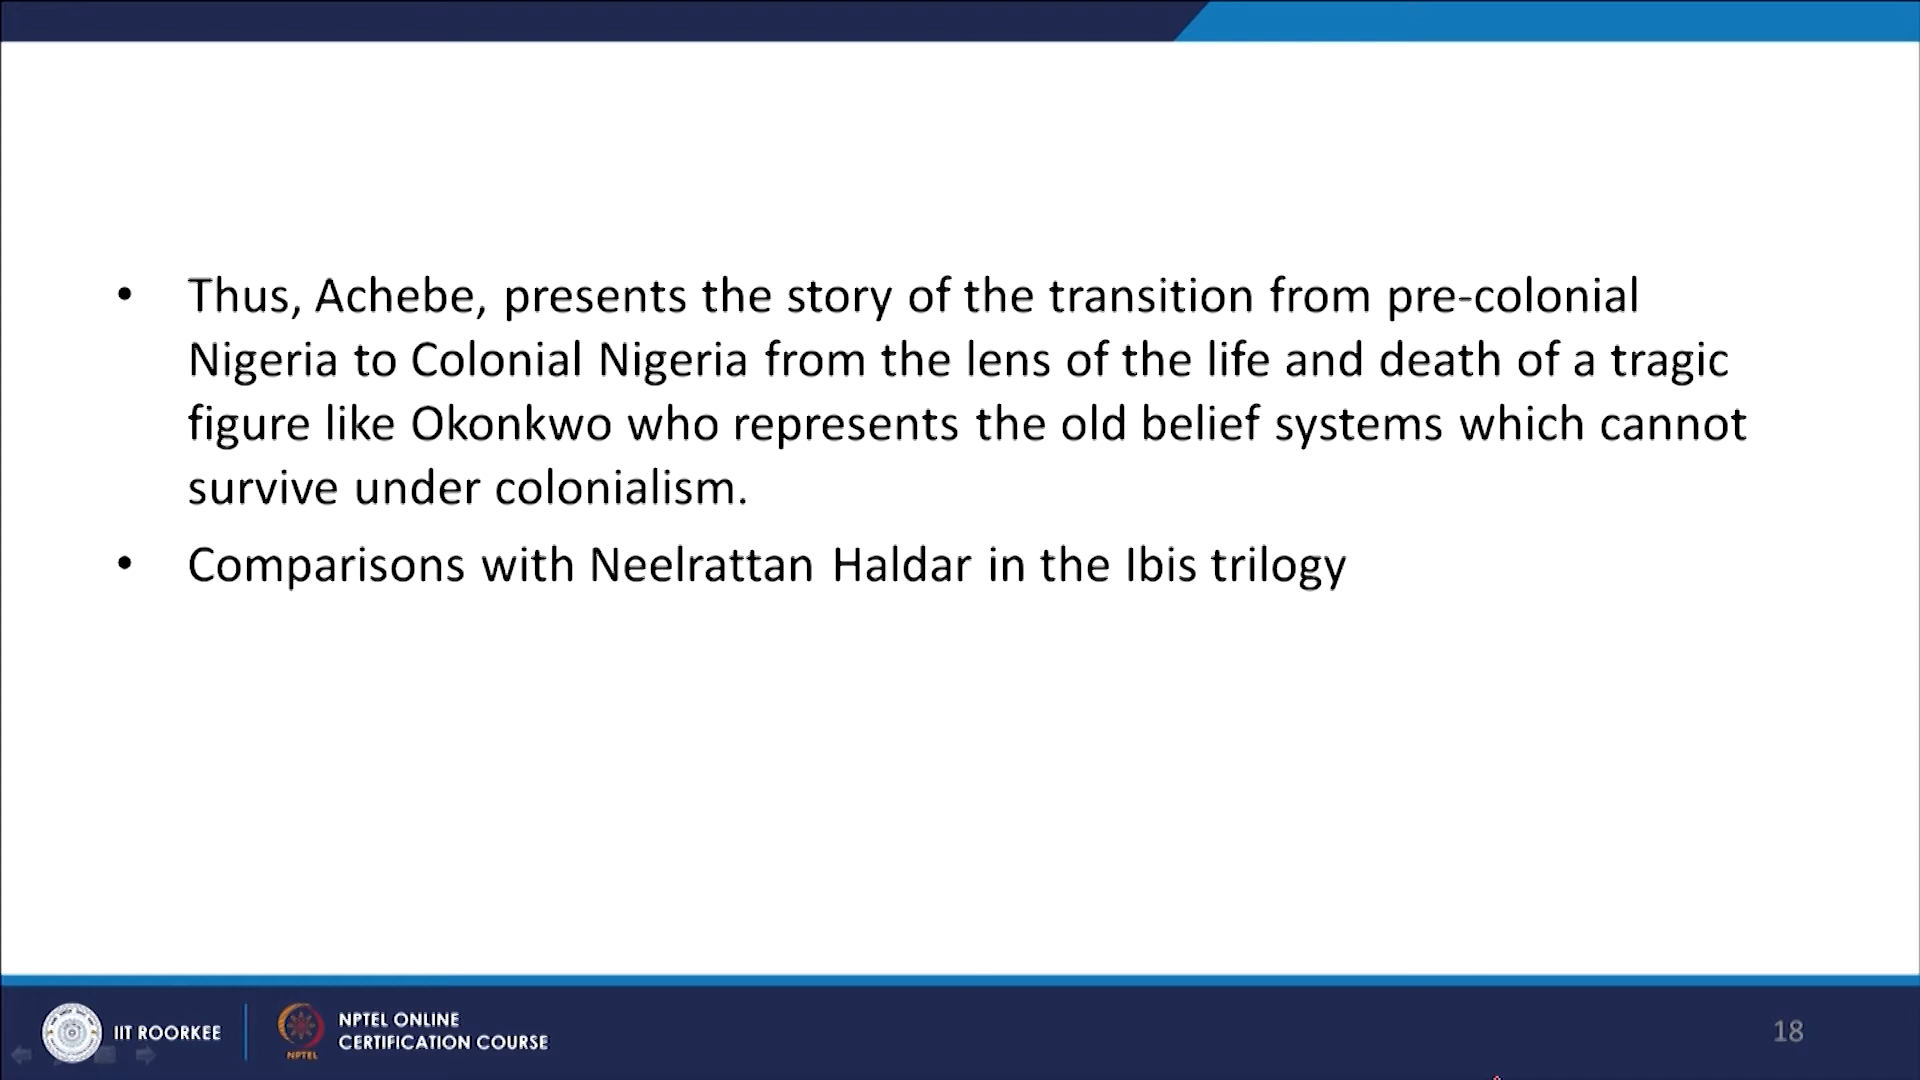 • Thus, Achebe, presents the story of the transition from pre-colonial
Nigeria to Colonial Nigeria from the lens of the life and death of a tragic
figure like Okonkwo who represents the old belief systems which cannot
survive under colonialism.
• Comparisons with Neelrattan Haldar in the Ibis trilogy
IIT ROORKEE
NPTEL
NPTEL ONLINE
CERTIFICATION COURSE
18